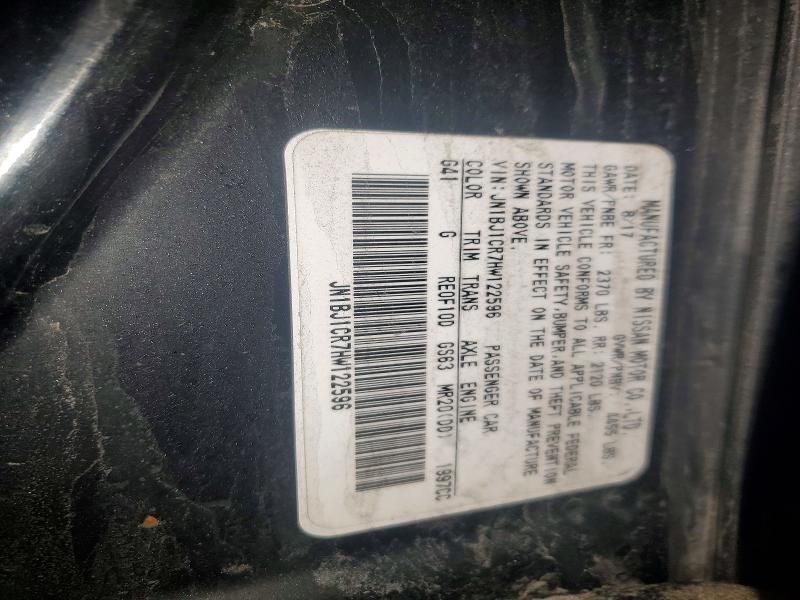 MANUFACTURED BY NISSAN MOTOR CO.,LTD.
DATE: 8/17 GVWR/PNBV: LBS.
GAWR/PNBE FR: 2370 LBS. RR: 2120 LBS.
THIS VEHICLE CONFORMS TO ALL APPLICABLE FEDERAL
MOTOR VEHICLE SAFETY,BUMPER,AND THEFT PREVENTION
STANDARDS IN EFFECT ON THE DATE OF MANUFACTURE
SHOWN ABOVE.
VIN: JN1BJ1CR7HW122596 PASSENGER CAR
COLOR TRIM TRANS AXLE ENGINE
G41 G RE0F10D GS63 MR20(DD) 1997CC
JN1BJ1CR7HW122596